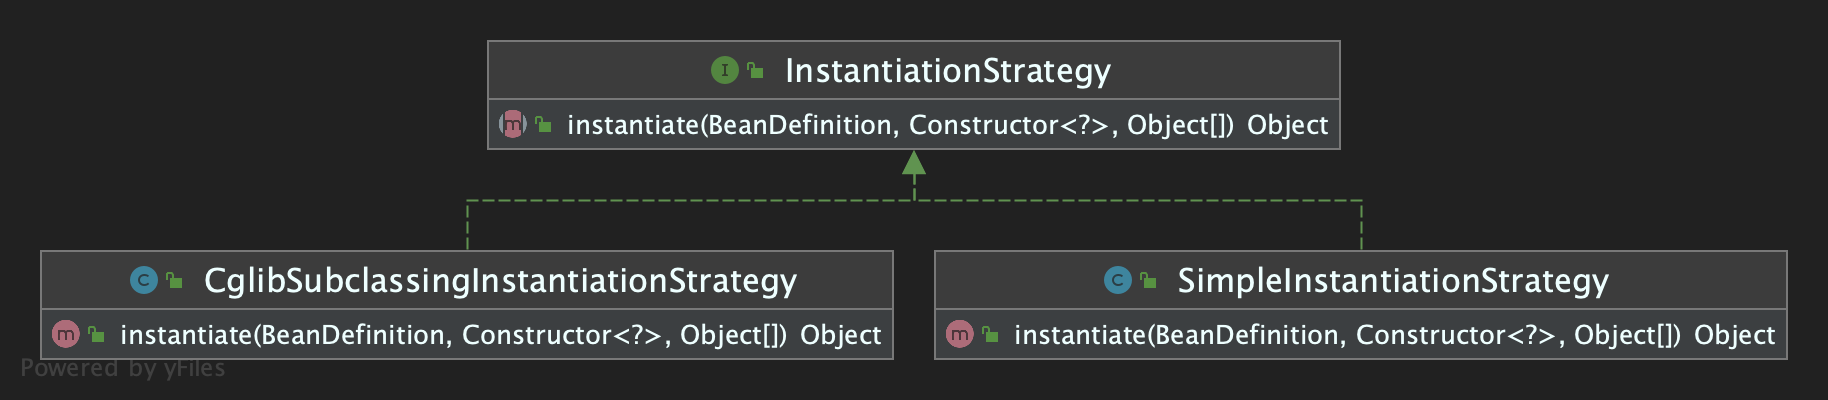 I InstantiationStrategy
m instantiate(BeanDefinition, Constructor<?>, Object[]) Object
C CglibSubclassingInstantiationStrategy
m instantiate(BeanDefinition, Constructor<?>, Object[]) Object
C SimpleInstantiationStrategy
m instantiate(BeanDefinition, Constructor<?>, Object[]) Object
Powered by yFiles